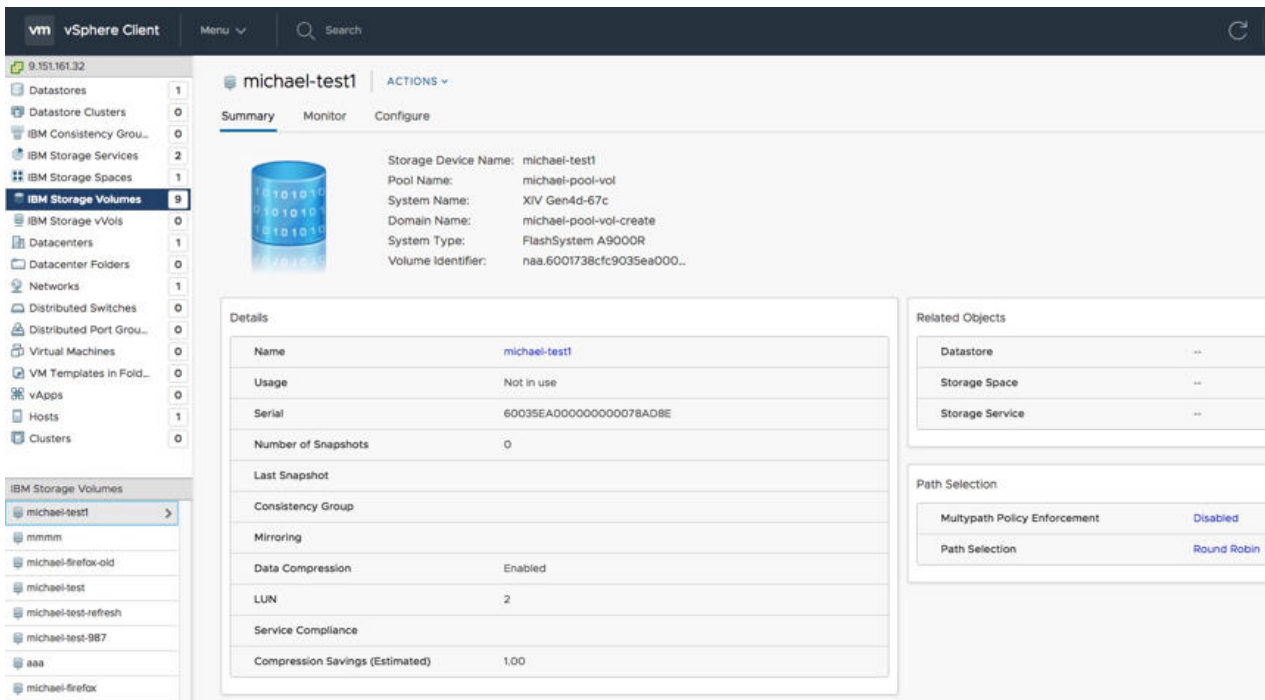 vm vSphere Client Menu Search
9.151.161.32
Datastores 1
Datastore Clusters 0
IBM Consistency Grou... 0
IBM Storage Services 2
IBM Storage Spaces 1
IBM Storage Volumes 9
IBM Storage vVols 0
Datacenters 1
Datacenter Folders 0
Networks 1
Distributed Switches 0
Distributed Port Grou... 0
Virtual Machines 0
VM Templates in Fold... 0
vApps 0
Hosts 1
Clusters 0
IBM Storage Volumes
michael-test1
mmmm
michael-firefox-old
michael-test
michael-test-refresh
michael-test-987
aaa
michael-firefox
michael-test1 ACTIONS
Summary Monitor Configure
Storage Device Name: michael-test1
Pool Name: michael-pool-vol
System Name: XIV Gen4d-67c
Domain Name: michael-pool-vol-create
System Type: FlashSystem A9000R
Volume Identifier: naa.6001738cfc9035ea000...
1010101
01010101
01010101
Details
Name michael-test1
Usage Not in use
Serial 60035EA000000000078AD8E
Number of Snapshots 0
Last Snapshot
Consistency Group
Mirroring
Data Compression Enabled
LUN 2
Service Compliance
Compression Savings (Estimated) 1.00
Related Objects
Datastore --
Storage Space --
Storage Service --
Path Selection
Multypath Policy Enforcement Disabled
Path Selection Round Robin